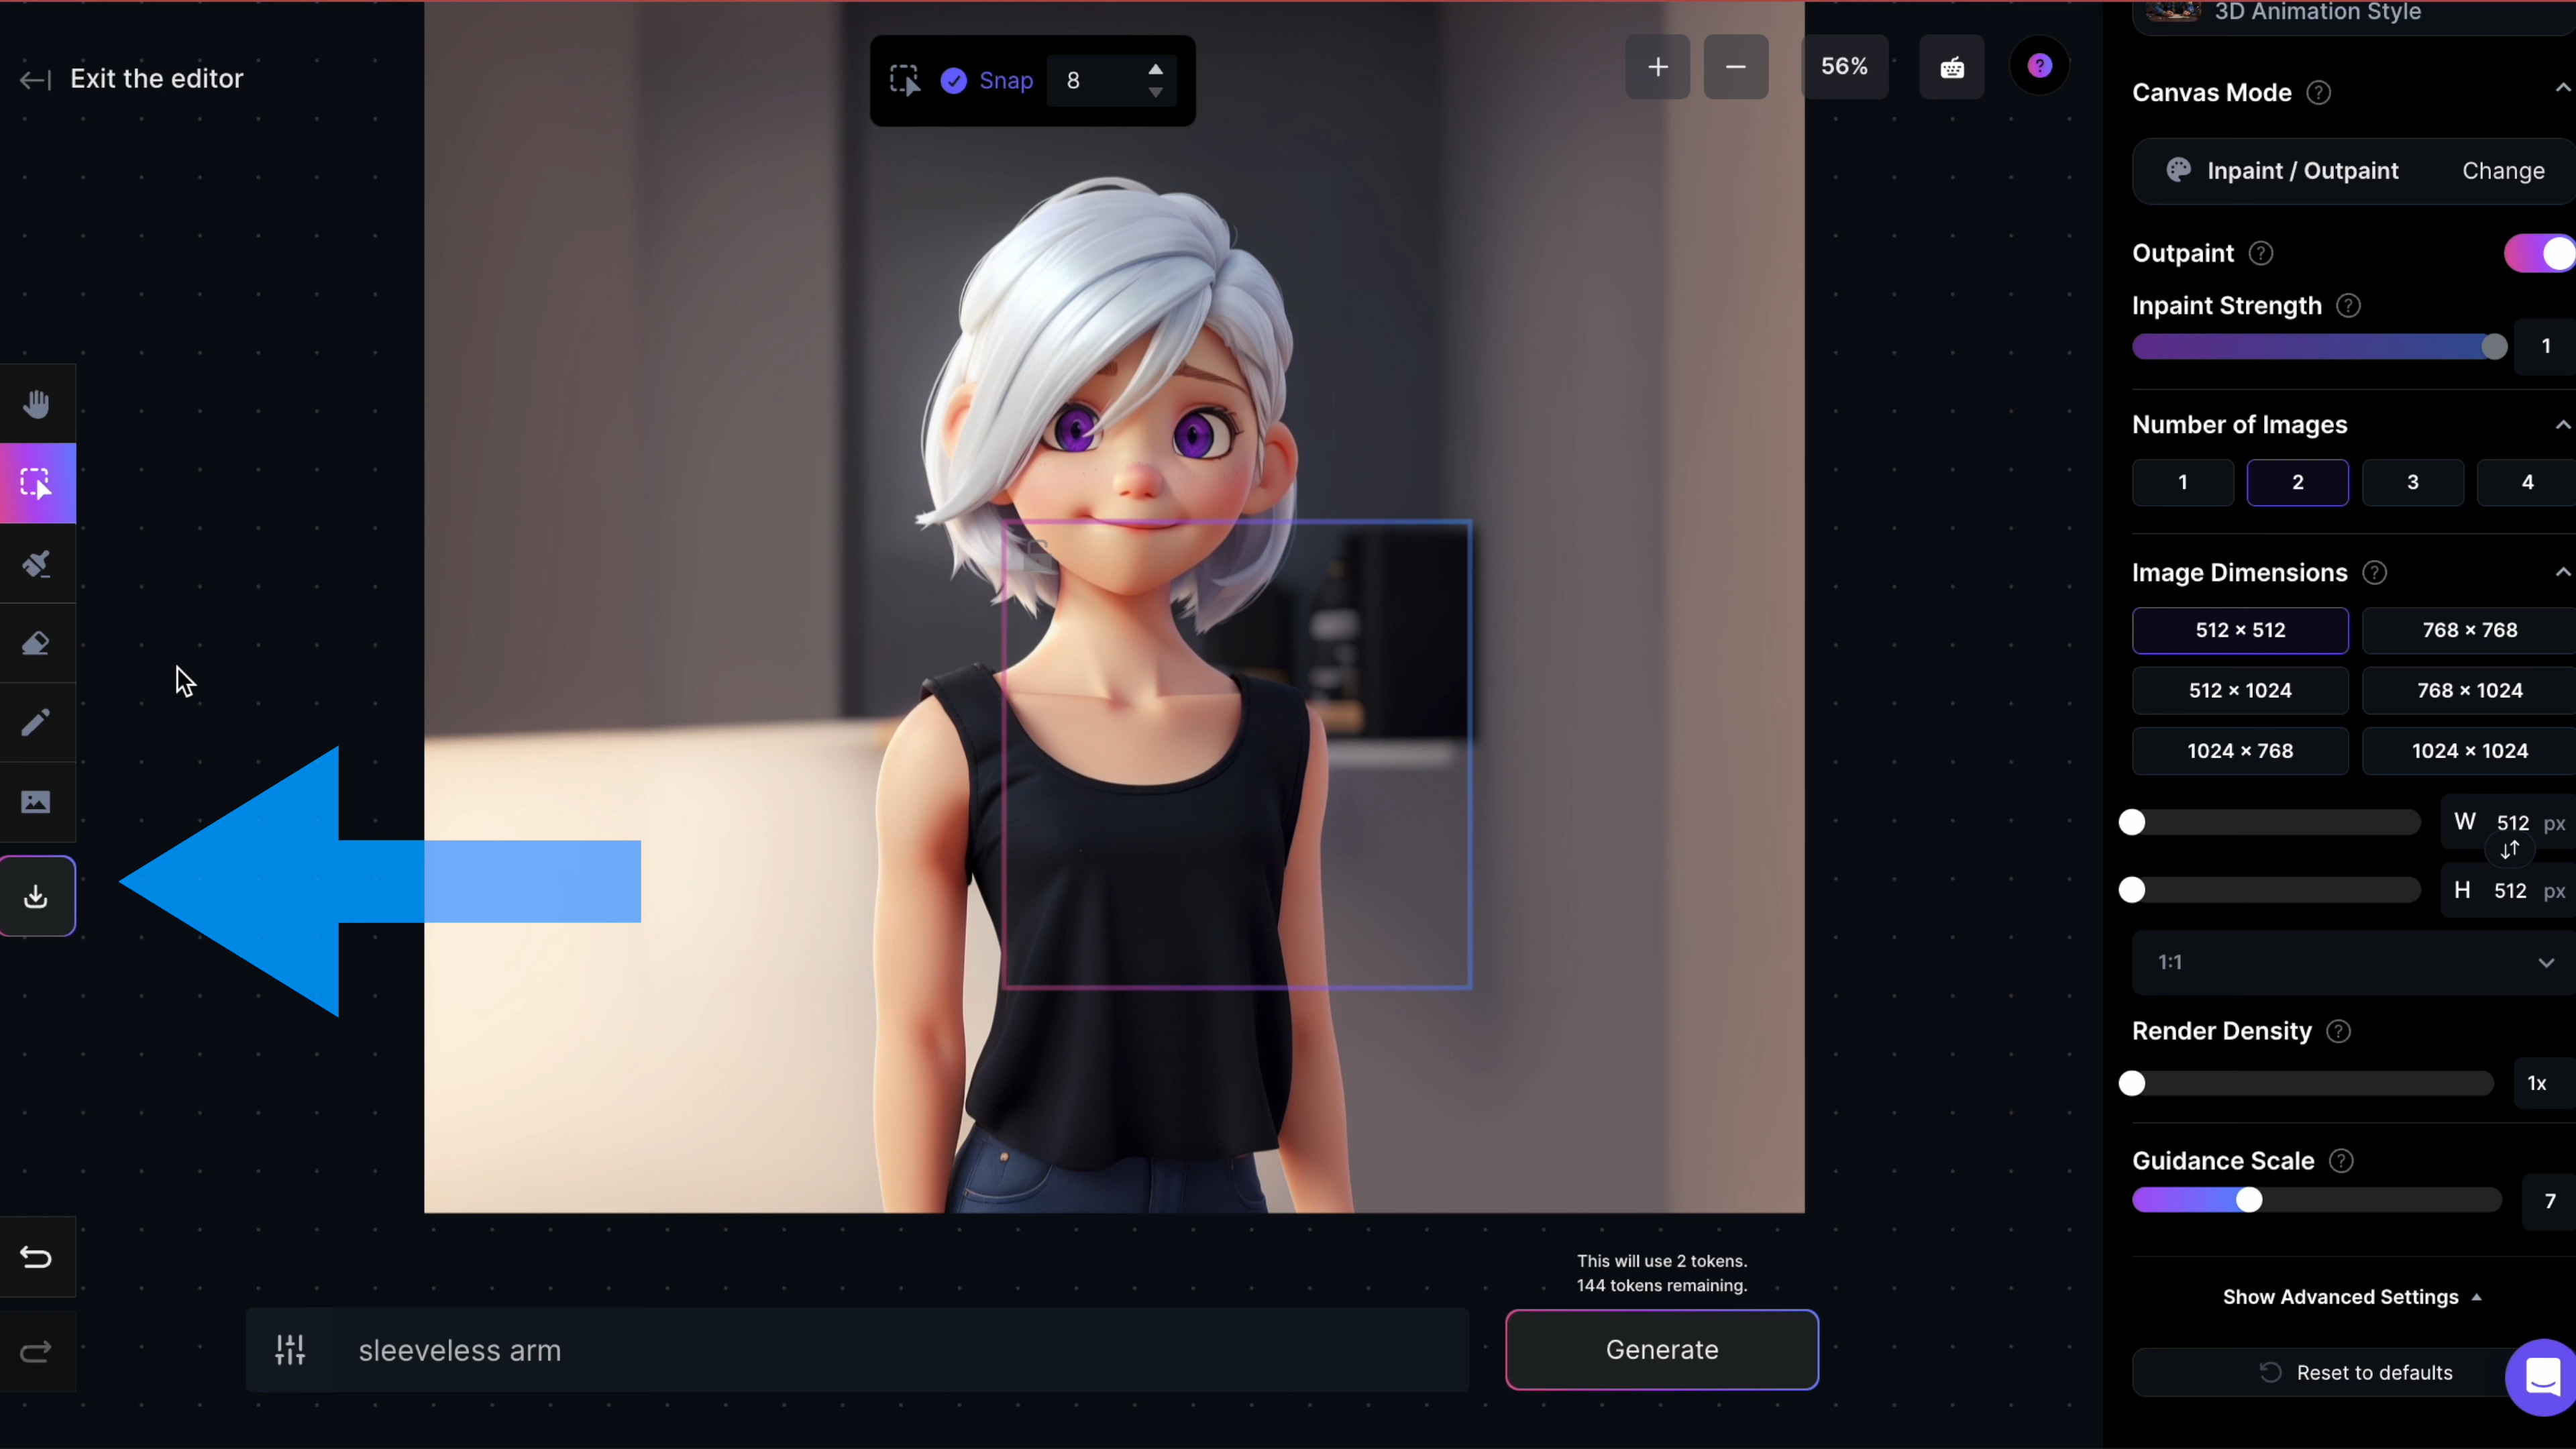 3D Animation Style
Exit the editor
Snap 8
56%
?
Canvas Mode ?
Inpaint / Outpaint Change
Outpaint ?
Inpaint Strength ?
1
Number of Images
1 2 3 4
Image Dimensions ?
512 × 512 768 × 768
512 × 1024 768 × 1024
1024 × 768 1024 × 1024
W 512 px
H 512 px
1:1
Render Density ?
1x
Guidance Scale ?
7
This will use 2 tokens.
144 tokens remaining.
Show Advanced Settings
sleeveless arm
Generate
Reset to defaults